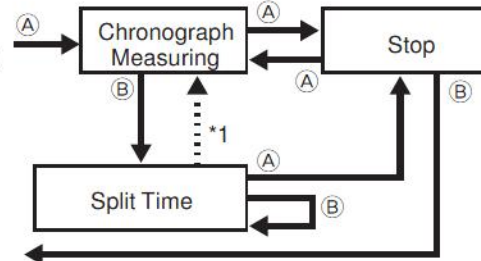 Ⓐ
Chronograph
Measuring
Ⓐ
Ⓐ
Stop
Ⓑ
*1
Ⓑ
Split Time
Ⓐ
Ⓑ